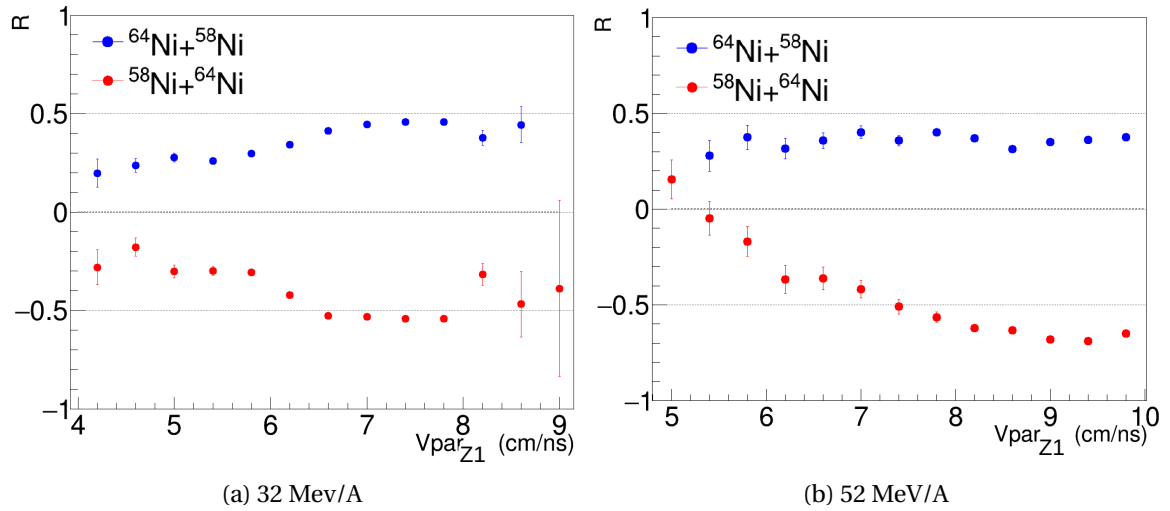 R
1
0.5
0
−0.5
−1
⁶⁴Ni+⁵⁸Ni
⁵⁸Ni+⁶⁴Ni
4 5 6 7 8 9
Vpar_Z1 (cm/ns)
(a) 32 Mev/A
R
1
0.5
0
−0.5
−1
⁶⁴Ni+⁵⁸Ni
⁵⁸Ni+⁶⁴Ni
5 6 7 8 9 10
Vpar_Z1 (cm/ns)
(b) 52 MeV/A